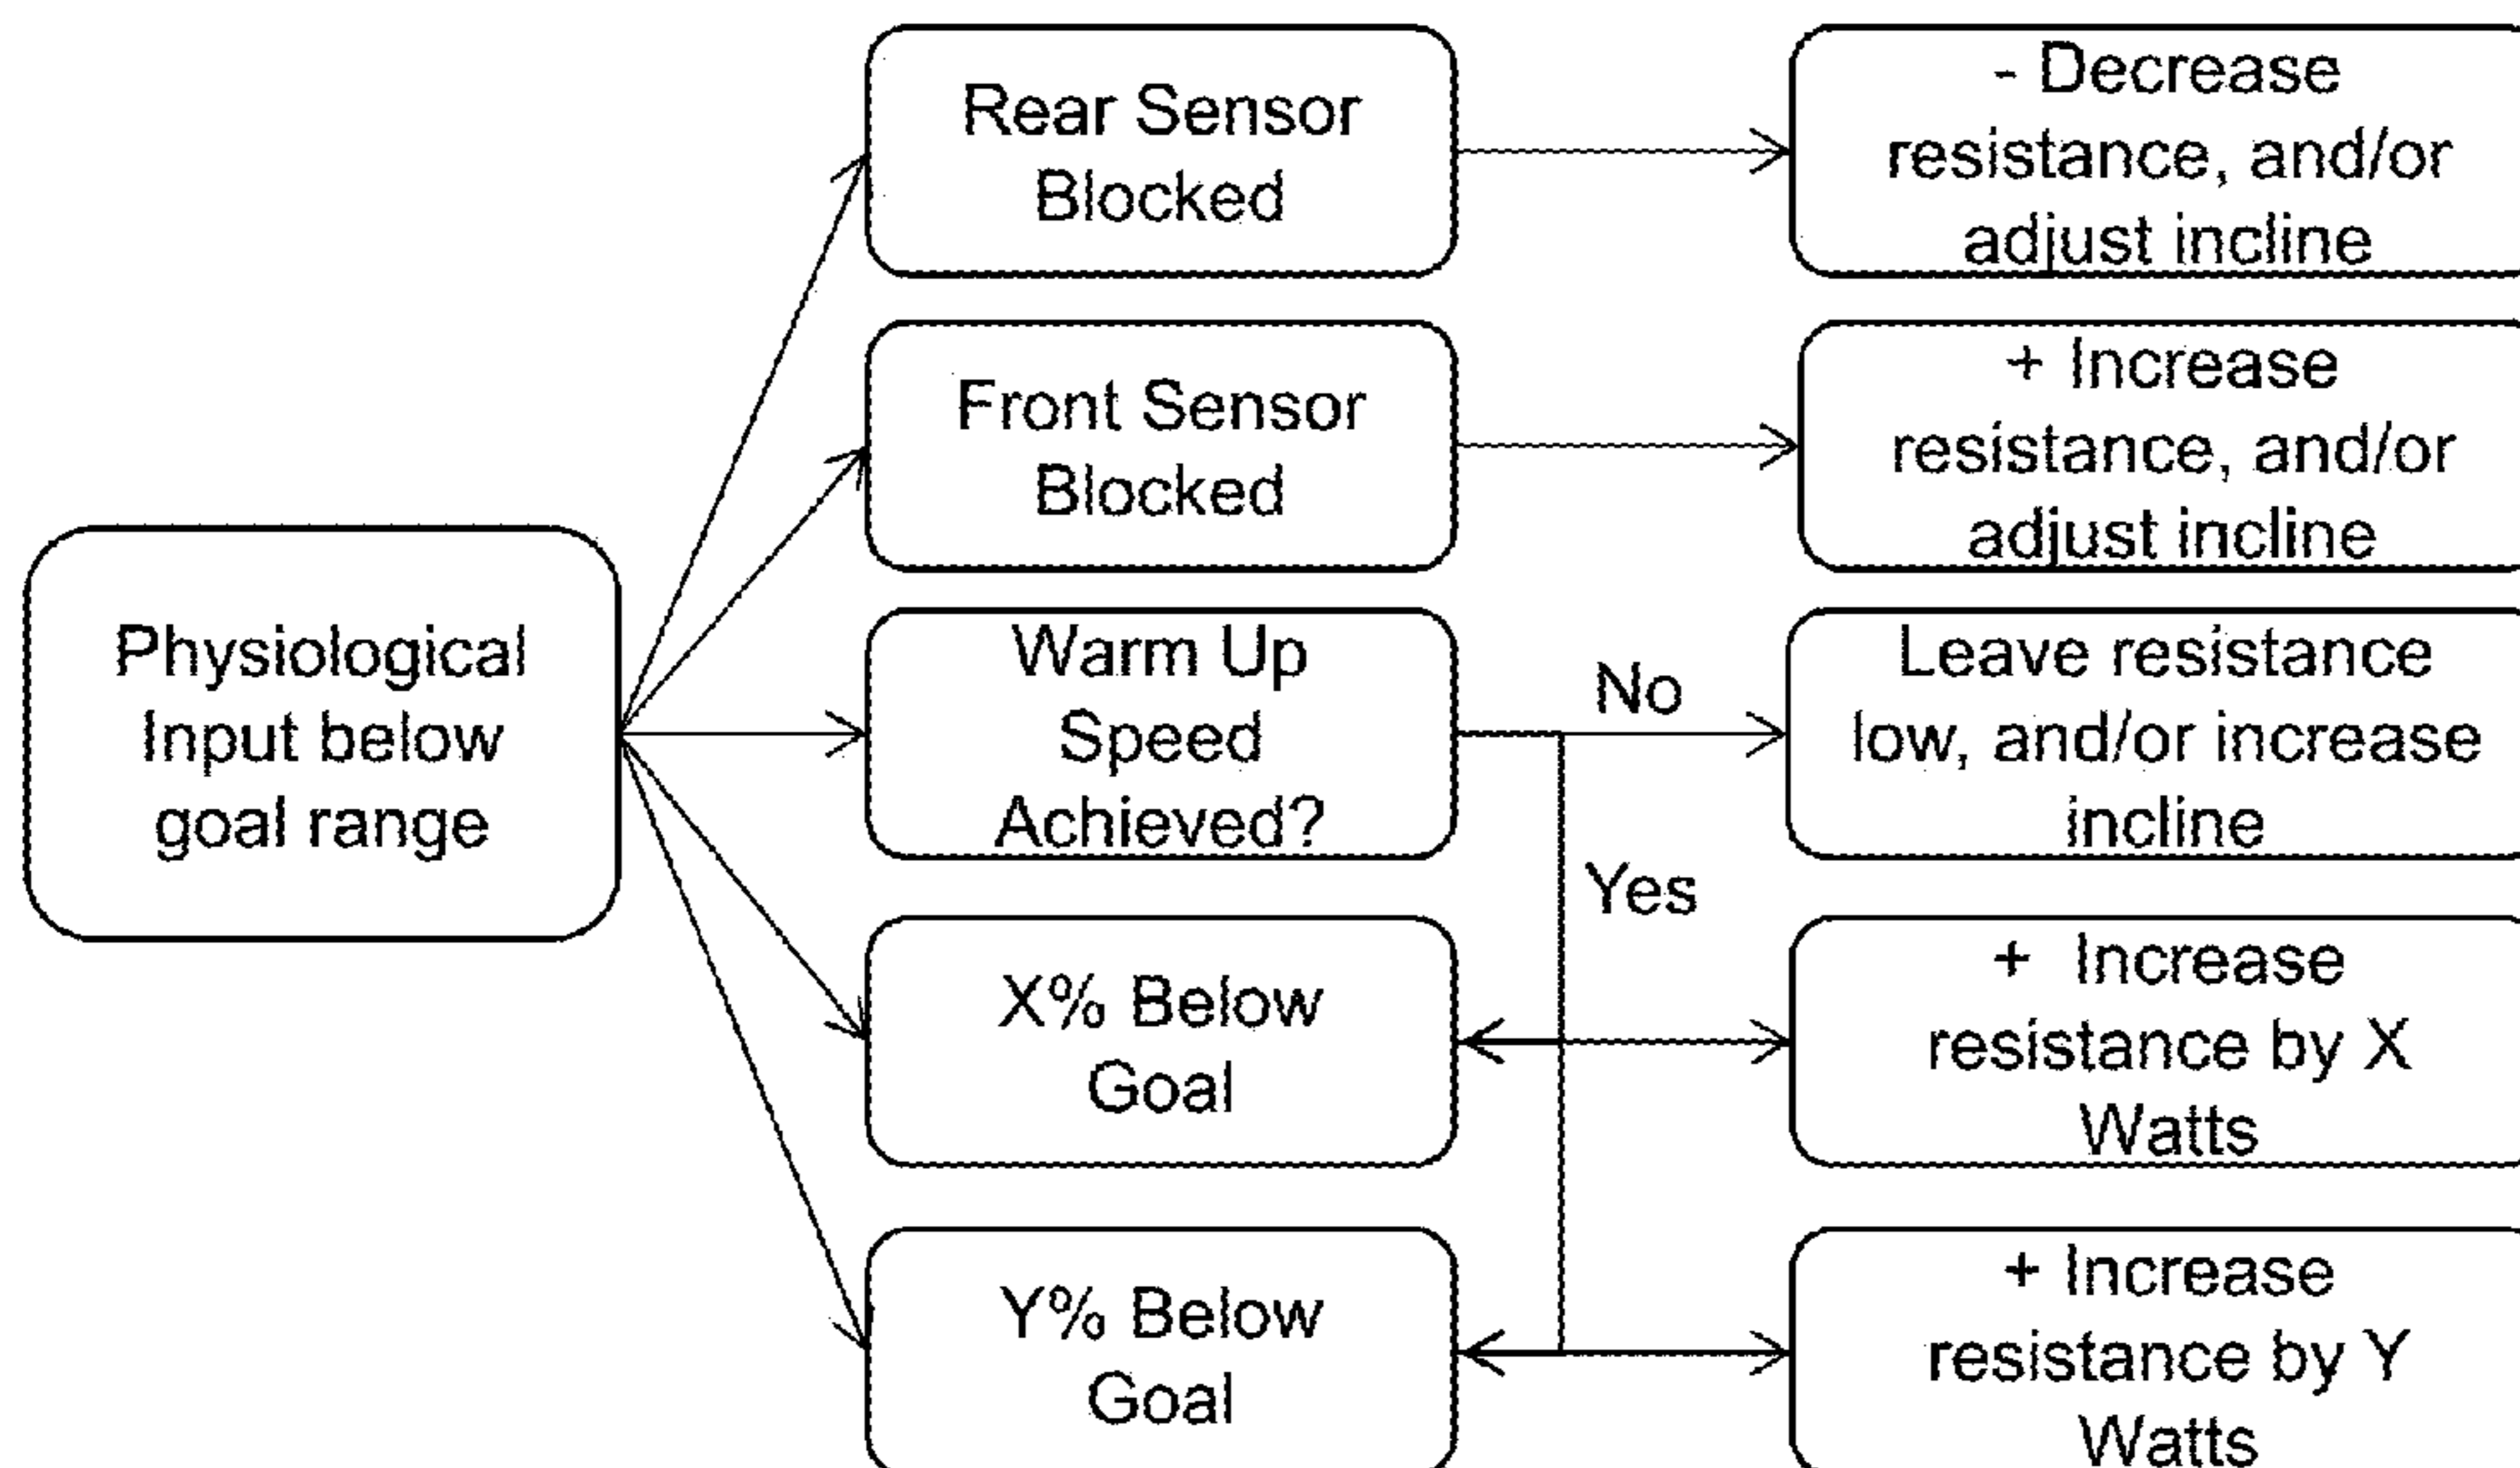 Physiological
Input below
goal range
Rear Sensor
Blocked
- Decrease
resistance, and/or
adjust incline
Front Sensor
Blocked
+ Increase
resistance, and/or
adjust incline
Warm Up
Speed
Achieved?
No
Leave resistance
low, and/or increase
incline
Yes
X% Below
Goal
+ Increase
resistance by X
Watts
Y% Below
Goal
+ Increase
resistance by Y
Watts